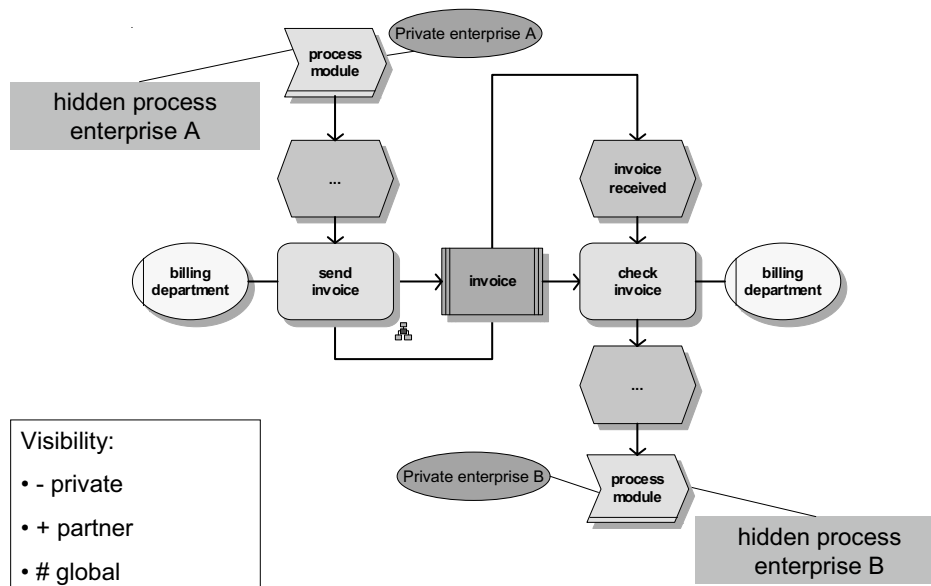 Private enterprise A
process
module
hidden process
enterprise A
...
invoice
received
billing
department
send
invoice
invoice
check
invoice
billing
department
...
Visibility:
• - private
• + partner
• # global
Private enterprise B
process
module
hidden process
enterprise B